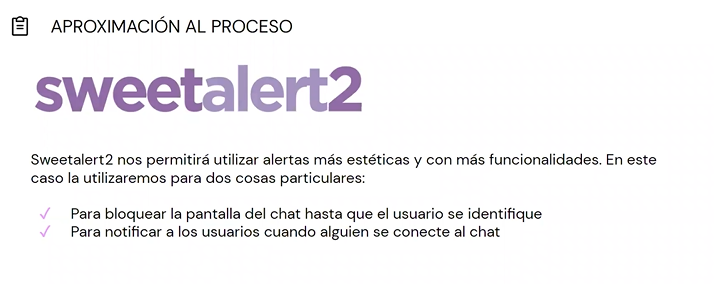 APROXIMACIÓN AL PROCESO
sweetalert2
Sweetalert2 nos permitirá utilizar alertas más estéticas y con más funcionalidades. En este
caso la utilizaremos para dos cosas particulares:
✓ Para bloquear la pantalla del chat hasta que el usuario se identifique
✓ Para notificar a los usuarios cuando alguien se conecte al chat